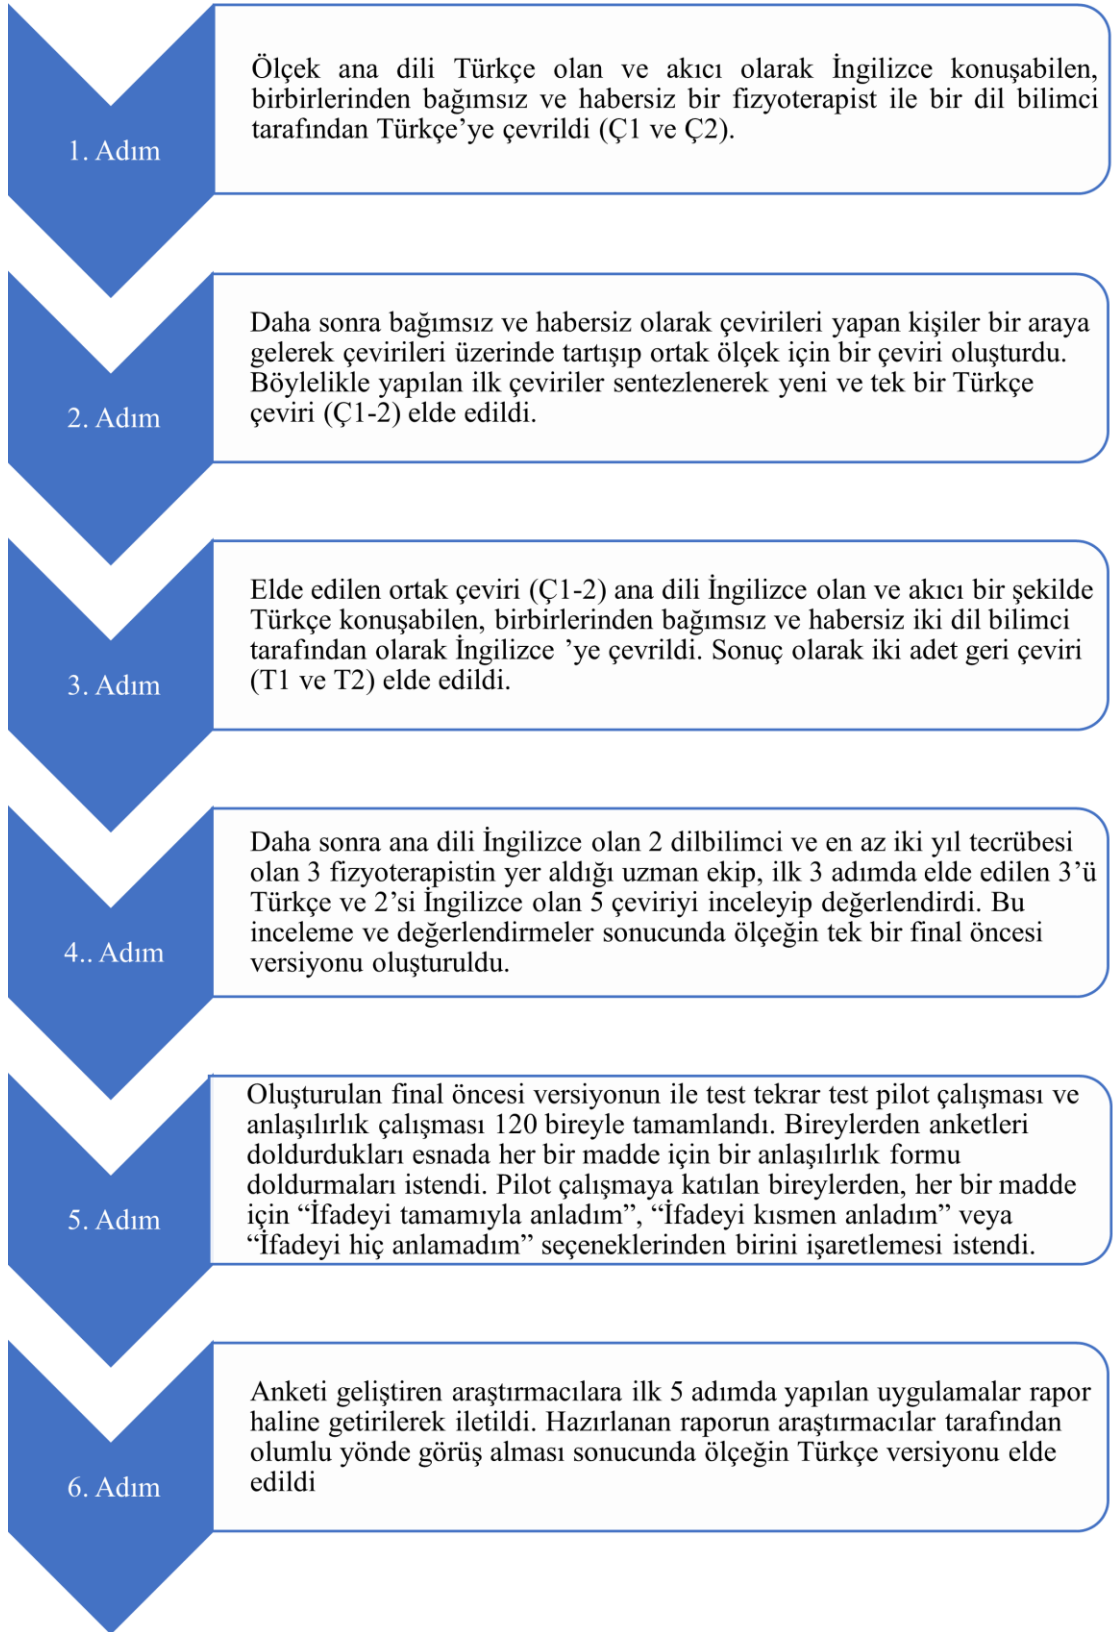 1. Adım
Ölçek ana dili Türkçe olan ve akıcı olarak İngilizce konuşabilen,
birbirlerinden bağımsız ve habersiz bir fizyoterapist ile bir dil bilimci
tarafından Türkçe’ye çevrildi (Ç1 ve Ç2).
2. Adım
Daha sonra bağımsız ve habersiz olarak çevirileri yapan kişiler bir araya
gelerek çevirileri üzerinde tartışıp ortak ölçek için bir çeviri oluşturdu.
Böylelikle yapılan ilk çeviriler sentezlenerek yeni ve tek bir Türkçe
çeviri (Ç1-2) elde edildi.
3. Adım
Elde edilen ortak çeviri (Ç1-2) ana dili İngilizce olan ve akıcı bir şekilde
Türkçe konuşabilen, birbirlerinden bağımsız ve habersiz iki dil bilimci
tarafından olarak İngilizce ’ye çevrildi. Sonuç olarak iki adet geri çeviri
(T1 ve T2) elde edildi.
4.. Adım
Daha sonra ana dili İngilizce olan 2 dilbilimci ve en az iki yıl tecrübesi
olan 3 fizyoterapistin yer aldığı uzman ekip, ilk 3 adımda elde edilen 3’ü
Türkçe ve 2’si İngilizce olan 5 çeviriyi inceleyip değerlendirdi. Bu
inceleme ve değerlendirmeler sonucunda ölçeğin tek bir final öncesi
versiyonu oluşturuldu.
5. Adım
Oluşturulan final öncesi versiyonun ile test tekrar test pilot çalışması ve
anlaşılırlık çalışması 120 bireyle tamamlandı. Bireylerden anketleri
doldurdukları esnada her bir madde için bir anlaşılırlık formu
doldurmaları istendi. Pilot çalışmaya katılan bireylerden, her bir madde
için “İfadeyi tamamıyla anladım”, “İfadeyi kısmen anladım” veya
“İfadeyi hiç anlamadım” seçeneklerinden birini işaretlemesi istendi.
6. Adım
Anketi geliştiren araştırmacılara ilk 5 adımda yapılan uygulamalar rapor
haline getirilerek iletildi. Hazırlanan raporun araştırmacılar tarafından
olumlu yönde görüş alması sonucunda ölçeğin Türkçe versiyonu elde
edildi